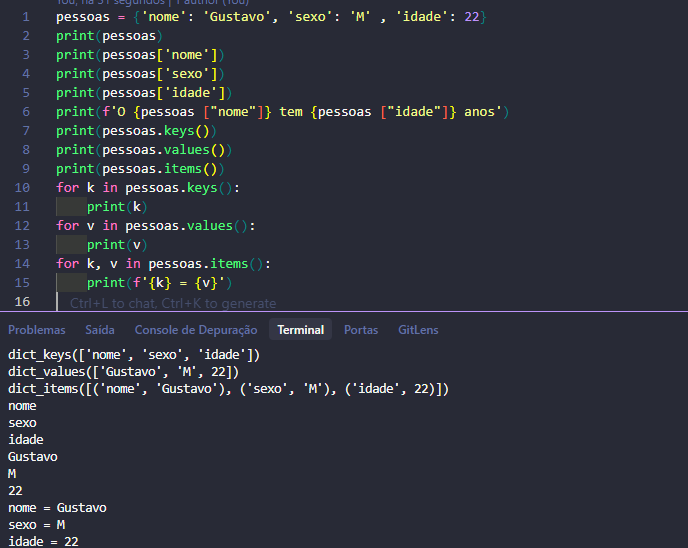 You, há 51 segundos | 1 author (You)
1 pessoas = {'nome': 'Gustavo', 'sexo': 'M' , 'idade': 22}
2 print(pessoas)
3 print(pessoas['nome'])
4 print(pessoas['sexo'])
5 print(pessoas['idade'])
6 print(f'O {pessoas ["nome"]} tem {pessoas ["idade"]} anos')
7 print(pessoas.keys())
8 print(pessoas.values())
9 print(pessoas.items())
10 for k in pessoas.keys():
11     print(k)
12 for v in pessoas.values():
13     print(v)
14 for k, v in pessoas.items():
15     print(f'{k} = {v}')
16 Ctrl+L to chat, Ctrl+K to generate
Problemas Saída Console de Depuração Terminal Portas GitLens
dict_keys(['nome', 'sexo', 'idade'])
dict_values(['Gustavo', 'M', 22])
dict_items([('nome', 'Gustavo'), ('sexo', 'M'), ('idade', 22)])
nome
sexo
idade
Gustavo
M
22
nome = Gustavo
sexo = M
idade = 22